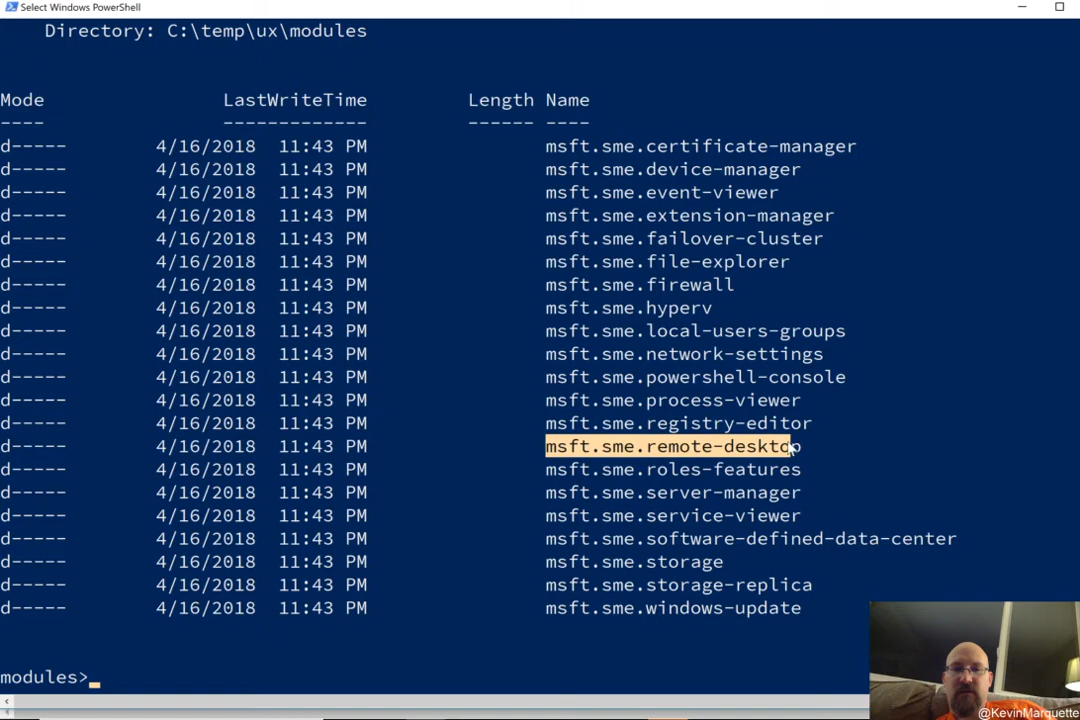 Select Windows PowerShell
Directory: C:\temp\ux\modules
Mode LastWriteTime Length Name
---- ------------- ------ ----
d----- 4/16/2018 11:43 PM msft.sme.certificate-manager
d----- 4/16/2018 11:43 PM msft.sme.device-manager
d----- 4/16/2018 11:43 PM msft.sme.event-viewer
d----- 4/16/2018 11:43 PM msft.sme.extension-manager
d----- 4/16/2018 11:43 PM msft.sme.failover-cluster
d----- 4/16/2018 11:43 PM msft.sme.file-explorer
d----- 4/16/2018 11:43 PM msft.sme.firewall
d----- 4/16/2018 11:43 PM msft.sme.hyperv
d----- 4/16/2018 11:43 PM msft.sme.local-users-groups
d----- 4/16/2018 11:43 PM msft.sme.network-settings
d----- 4/16/2018 11:43 PM msft.sme.powershell-console
d----- 4/16/2018 11:43 PM msft.sme.process-viewer
d----- 4/16/2018 11:43 PM msft.sme.registry-editor
d----- 4/16/2018 11:43 PM msft.sme.remote-desktop
d----- 4/16/2018 11:43 PM msft.sme.roles-features
d----- 4/16/2018 11:43 PM msft.sme.server-manager
d----- 4/16/2018 11:43 PM msft.sme.service-viewer
d----- 4/16/2018 11:43 PM msft.sme.software-defined-data-center
d----- 4/16/2018 11:43 PM msft.sme.storage
d----- 4/16/2018 11:43 PM msft.sme.storage-replica
d----- 4/16/2018 11:43 PM msft.sme.windows-update
modules>_
@KevinMarquette